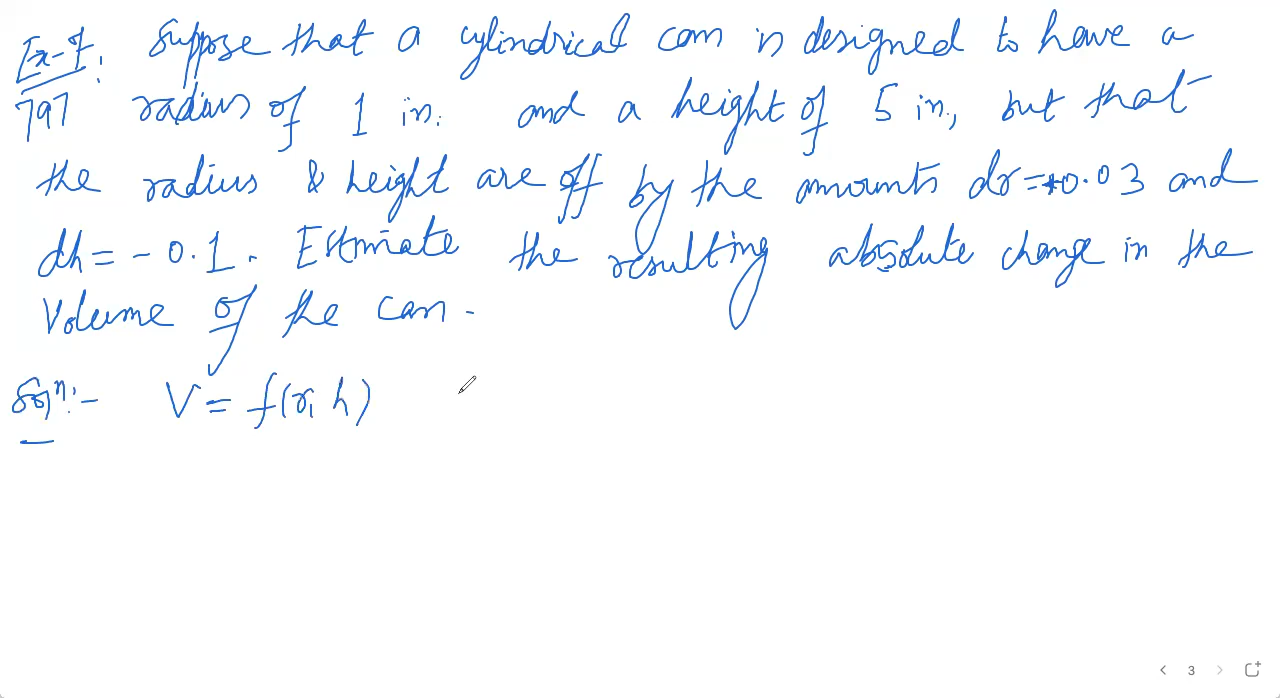 Ex-7: Suppose that a cylindrical can is designed to have a
797 radius of 1 in. and a height of 5 in, but that
the radius & height are off by the amounts dr=+0.03 and
dh = -0.1. Estimate the resulting absolute change in the
Volume of the can.
Solⁿ:- V = f(r, h)
3